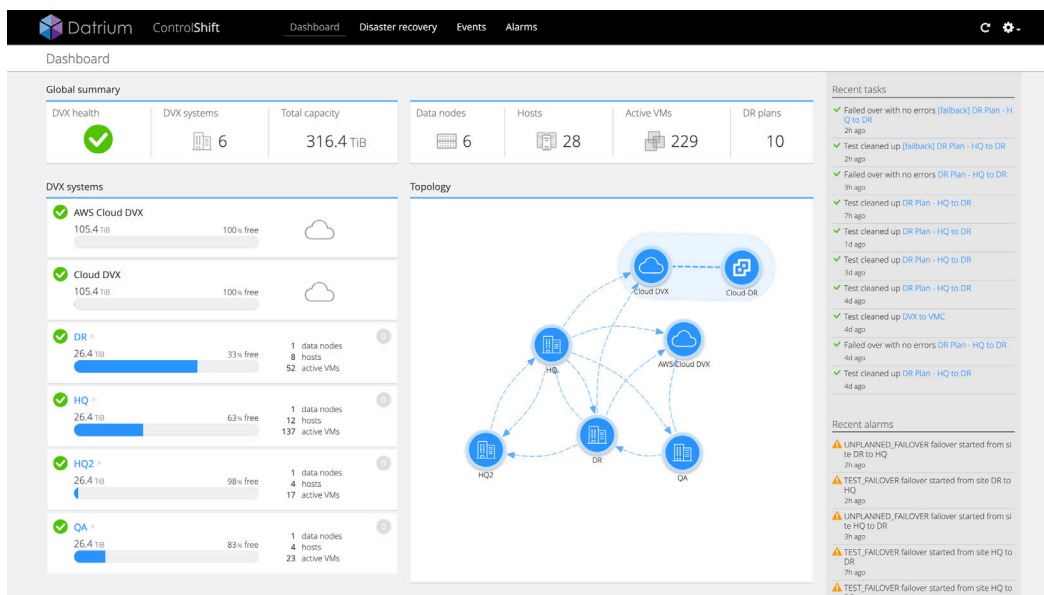 Datrium ControlShift Dashboard Disaster recovery Events Alarms
Dashboard
Global summary
DVX health DVX systems Total capacity
6 316.4 TiB
Data nodes Hosts Active VMs DR plans
6 28 229 10
DVX systems
AWS Cloud DVX
105.4 TiB 100% free
Cloud DVX
105.4 TiB 100% free
DR
0
26.4 TiB 33% free
1 data nodes
8 hosts
52 active VMs
HQ
0
26.4 TiB 63% free
1 data nodes
12 hosts
137 active VMs
HQ2
0
26.4 TiB 98% free
1 data nodes
4 hosts
17 active VMs
QA
0
26.4 TiB 83% free
1 data nodes
4 hosts
23 active VMs
Topology
Cloud DVX
Cloud-DR
HQ
AWS Cloud DVX
HQ2
DR
QA
Recent tasks
Failed over with no errors [failback] DR Plan - H
Q to DR
2h ago
Test cleaned up [failback] DR Plan - HQ to DR
2h ago
Failed over with no errors DR Plan - HQ to DR
3h ago
Test cleaned up DR Plan - HQ to DR
7h ago
Test cleaned up DR Plan - HQ to DR
1d ago
Test cleaned up DR Plan - HQ to DR
3d ago
Test cleaned up DR Plan - HQ to DR
4d ago
Test cleaned up DVX to VMC
4d ago
Failed over with no errors DR Plan - HQ to DR
4d ago
Test cleaned up DR Plan - HQ to DR
4d ago
Recent alarms
UNPLANNED_FAILOVER failover started from si
te DR to HQ
2h ago
TEST_FAILOVER failover started from site DR to
HQ
2h ago
UNPLANNED_FAILOVER failover started from si
te HQ to DR
3h ago
TEST_FAILOVER failover started from site HQ to
DR
7h ago
TEST_FAILOVER failover started from site HQ to